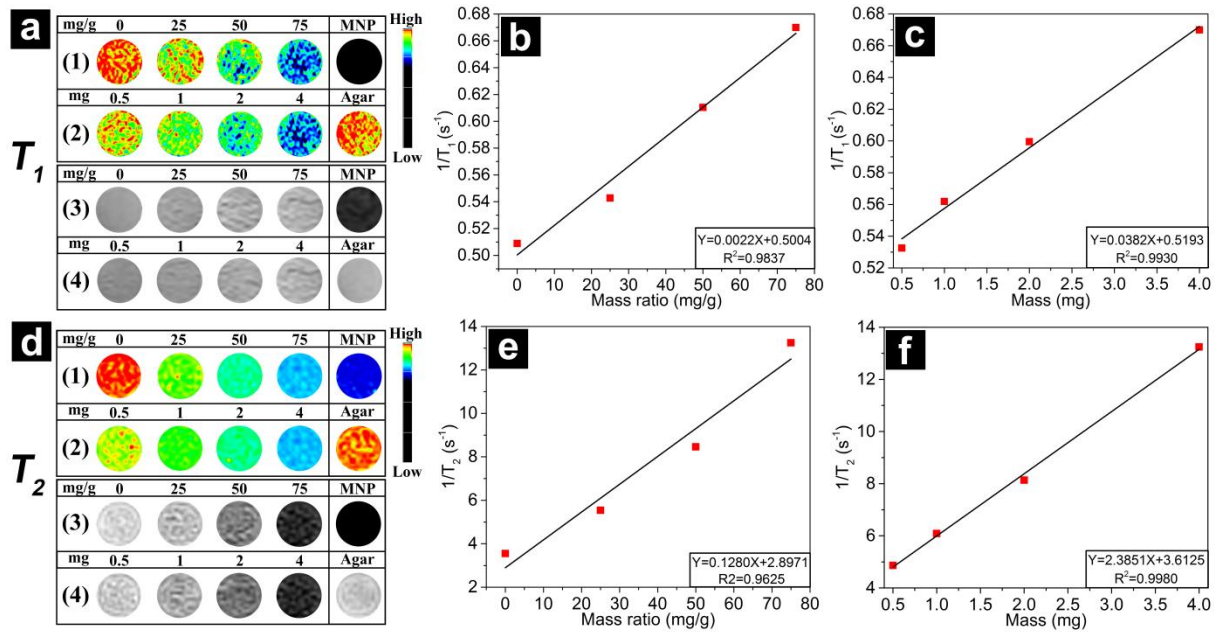 a
mg/g 0 25 50 75 MNP
High
(1)
mg 0.5 1 2 4 Agar
(2)
Low
T1
mg/g 0 25 50 75 MNP
(3)
mg 0.5 1 2 4 Agar
(4)
b
0.68
0.66
0.64
0.62
0.60
0.58
0.56
0.54
0.52
0.50
1/T1 (s-1)
Y=0.0022X+0.5004
R2=0.9837
0 10 20 30 40 50 60 70 80
Mass ratio (mg/g)
c
0.68
0.66
0.64
0.62
0.60
0.58
0.56
0.54
0.52
1/T1 (s-1)
Y=0.0382X+0.5193
R2=0.9930
0.5 1.0 1.5 2.0 2.5 3.0 3.5 4.0
Mass (mg)
d
mg/g 0 25 50 75 MNP
High
(1)
mg 0.5 1 2 4 Agar
(2)
Low
T2
mg/g 0 25 50 75 MNP
(3)
mg 0.5 1 2 4 Agar
(4)
e
14
12
10
8
6
4
2
1/T2 (s-1)
Y=0.1280X+2.8971
R2=0.9625
0 10 20 30 40 50 60 70 80
Mass ratio (mg/g)
f
14
12
10
8
6
4
1/T2 (s-1)
Y=2.3851X+3.6125
R2=0.9980
0.5 1.0 1.5 2.0 2.5 3.0 3.5 4.0
Mass (mg)